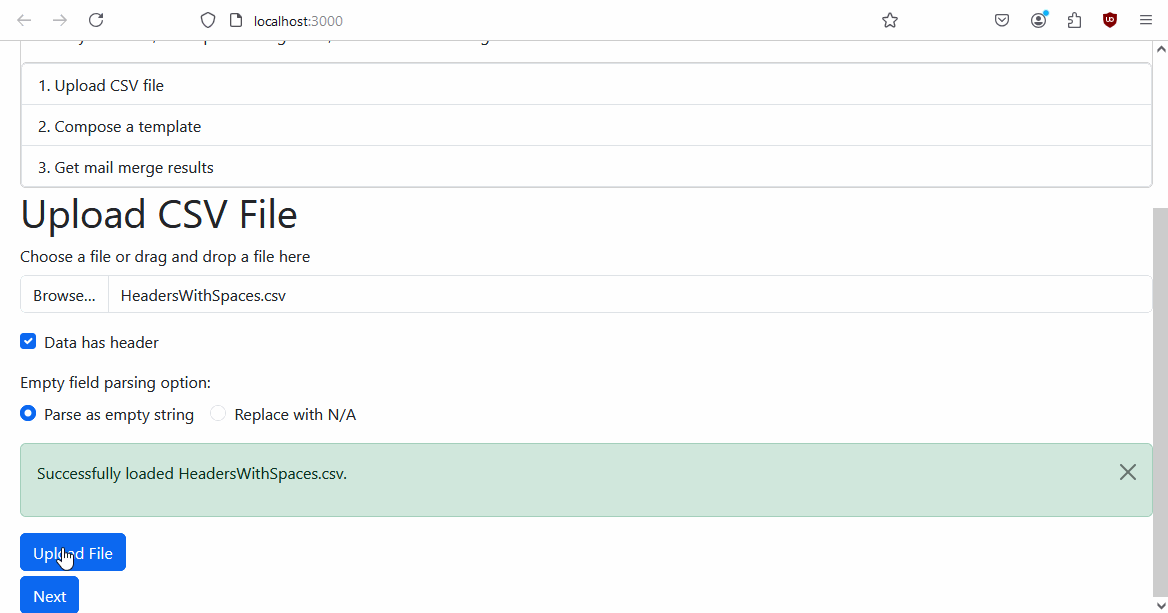 localhost:3000
1. Upload CSV file
2. Compose a template
3. Get mail merge results
Upload CSV File
Choose a file or drag and drop a file here
Browse... HeadersWithSpaces.csv
Data has header
Empty field parsing option:
Parse as empty string Replace with N/A
Successfully loaded HeadersWithSpaces.csv.
Upload File
Next